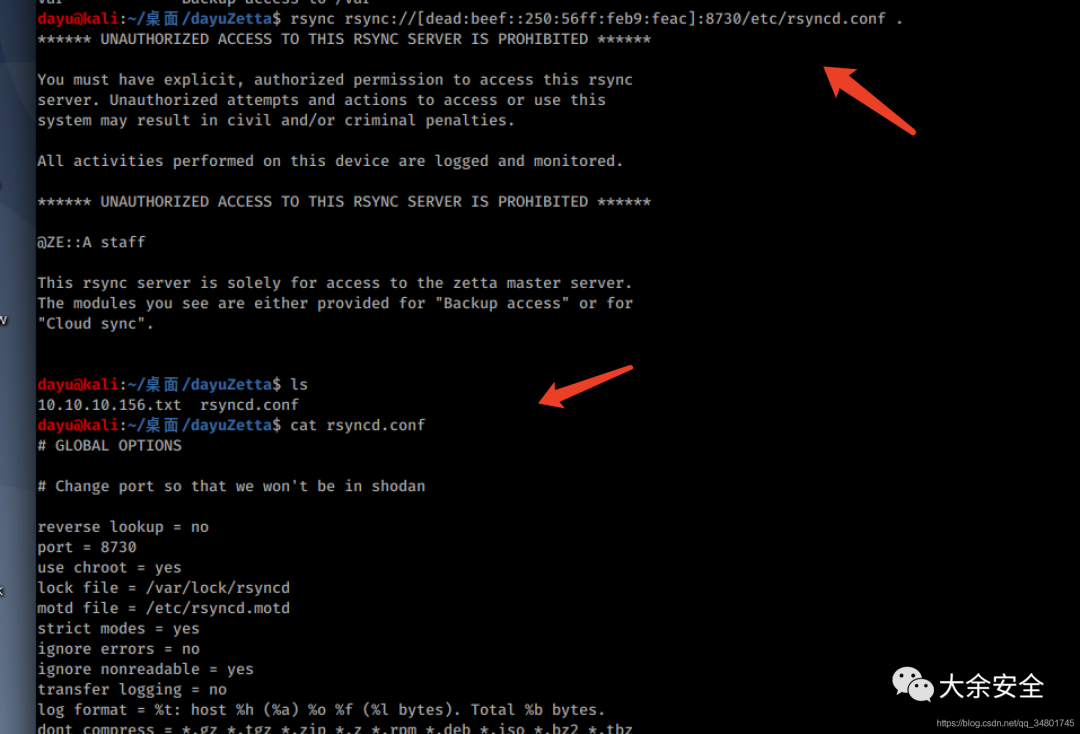 var Backup access to /var
dayu@kali:~/桌面/dayuZetta$ rsync rsync://[dead:beef::250:56ff:feb9:feac]:8730/etc/rsyncd.conf .
****** UNAUTHORIZED ACCESS TO THIS RSYNC SERVER IS PROHIBITED ******
You must have explicit, authorized permission to access this rsync
server. Unauthorized attempts and actions to access or use this
system may result in civil and/or criminal penalties.
All activities performed on this device are logged and monitored.
****** UNAUTHORIZED ACCESS TO THIS RSYNC SERVER IS PROHIBITED ******
@ZE::A staff
This rsync server is solely for access to the zetta master server.
The modules you see are either provided for "Backup access" or for
"Cloud sync".
dayu@kali:~/桌面/dayuZetta$ ls
10.10.10.156.txt rsyncd.conf
dayu@kali:~/桌面/dayuZetta$ cat rsyncd.conf
# GLOBAL OPTIONS
# Change port so that we won't be in shodan
reverse lookup = no
port = 8730
use chroot = yes
lock file = /var/lock/rsyncd
motd file = /etc/rsyncd.motd
strict modes = yes
ignore errors = no
ignore nonreadable = yes
transfer logging = no
log format = %t: host %h (%a) %o %f (%l bytes). Total %b bytes.
dont compress = *.gz *.tgz *.zip *.z *.rpm *.deb *.iso *.bz2 *.tbz
大余安全
https://blog.csdn.net/qq_34801745